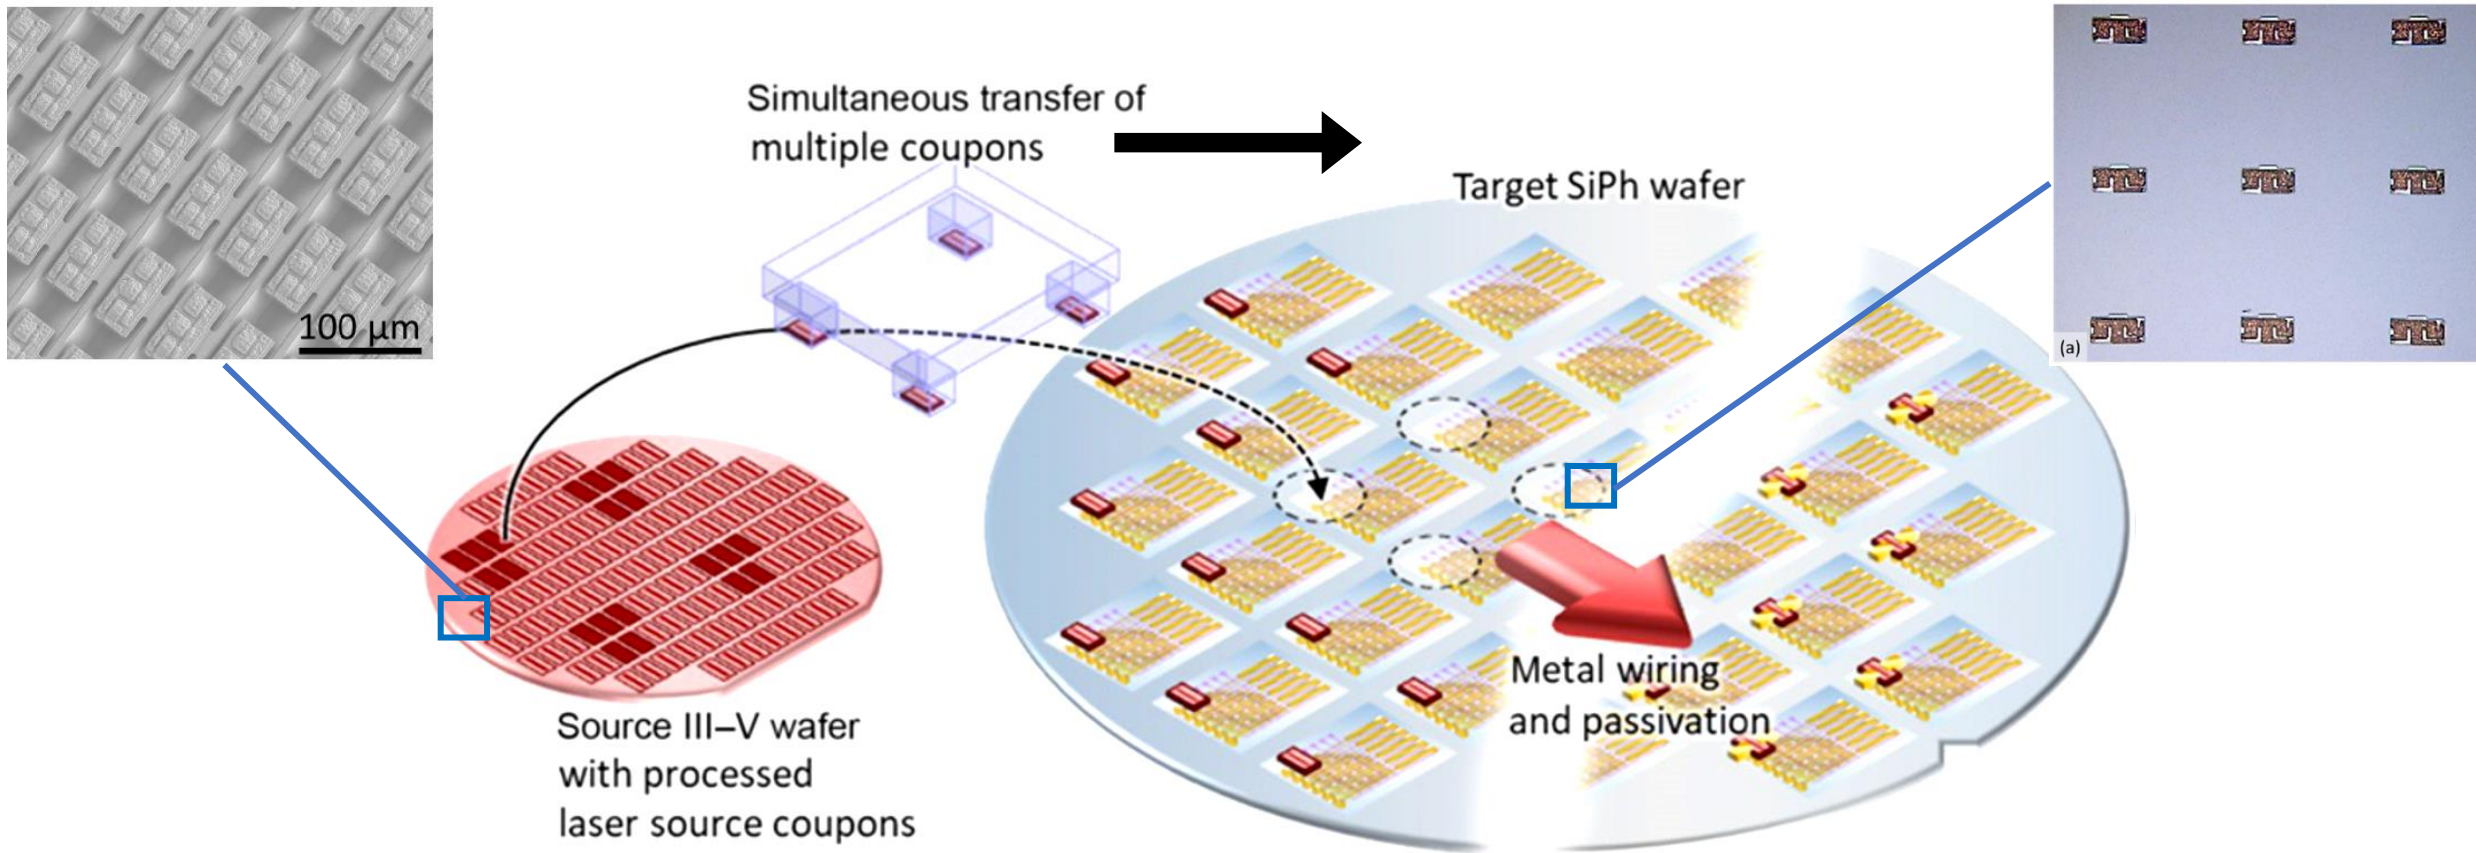 100 µm
Simultaneous transfer of
multiple coupons
Target SiPh wafer
(a)
Source III–V wafer
with processed
laser source coupons
Metal wiring
and passivation